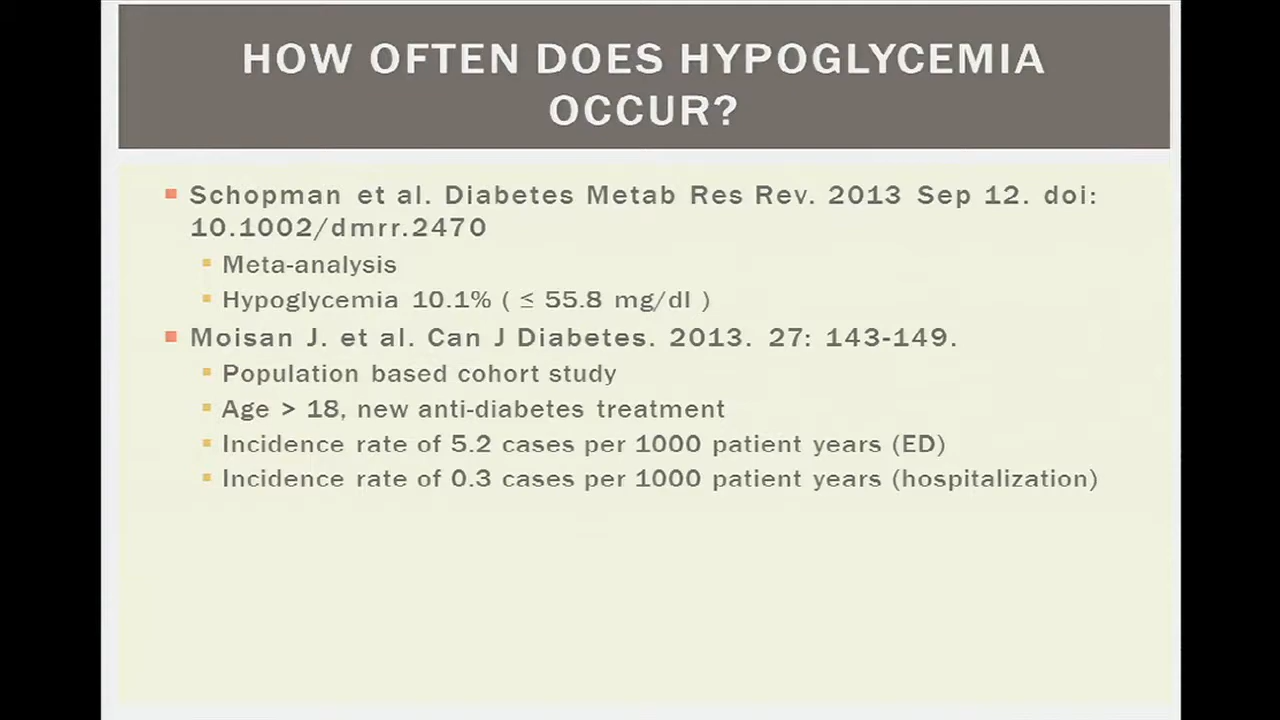 HOW OFTEN DOES HYPOGLYCEMIA
OCCUR?
Schopman et al. Diabetes Metab Res Rev. 2013 Sep 12. doi:
10.1002/dmrr.2470
Meta-analysis
Hypoglycemia 10.1% ( ≤ 55.8 mg/dl )
Moisan J. et al. Can J Diabetes. 2013. 27: 143-149.
Population based cohort study
Age > 18, new anti-diabetes treatment
Incidence rate of 5.2 cases per 1000 patient years (ED)
Incidence rate of 0.3 cases per 1000 patient years (hospitalization)